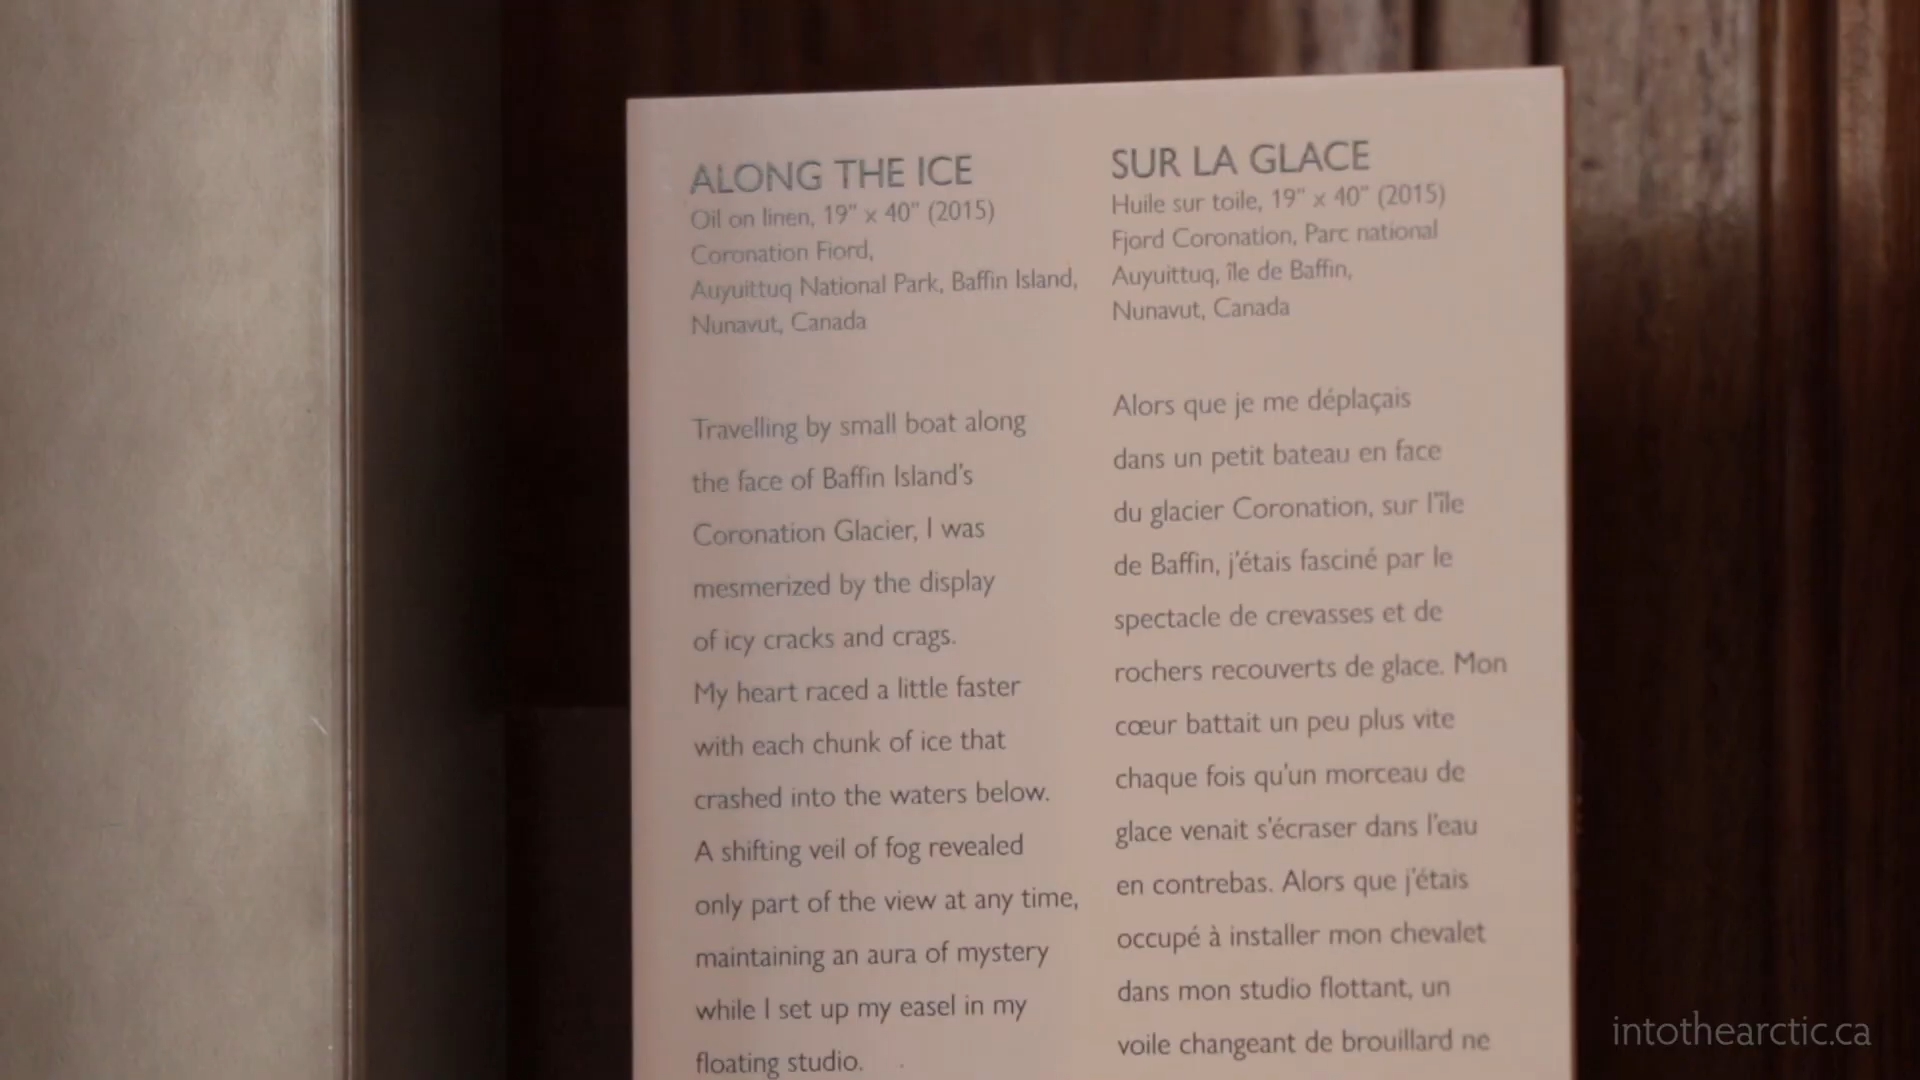 ALONG THE ICE
Oil on linen, 19" x 40" (2015)
Coronation Fiord,
Auyuittuq National Park, Baffin Island,
Nunavut, Canada
Travelling by small boat along
the face of Baffin Island's
Coronation Glacier, I was
mesmerized by the display
of icy cracks and crags.
My heart raced a little faster
with each chunk of ice that
crashed into the waters below.
A shifting veil of fog revealed
only part of the view at any time,
maintaining an aura of mystery
while I set up my easel in my
floating studio.
SUR LA GLACE
Huile sur toile, 19" x 40" (2015)
Fjord Coronation, Parc national
Auyuittuq, île de Baffin,
Nunavut, Canada
Alors que je me déplaçais
dans un petit bateau en face
du glacier Coronation, sur l'île
de Baffin, j'étais fasciné par le
spectacle de crevasses et de
rochers recouverts de glace. Mon
cœur battait un peu plus vite
chaque fois qu'un morceau de
glace venait s'écraser dans l'eau
en contrebas. Alors que j'étais
occupé à installer mon chevalet
dans mon studio flottant, un
voile changeant de brouillard ne
intothearctic.ca